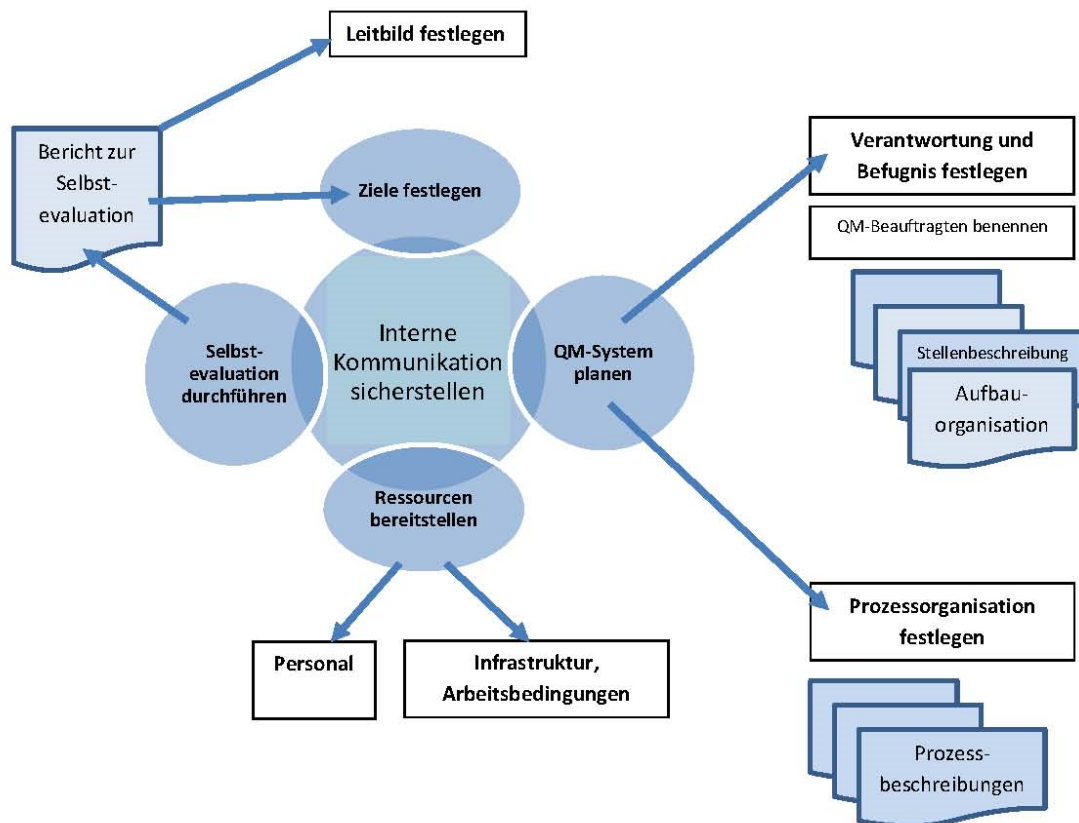 Leitbild festlegen
Bericht zur
Selbst-
evaluation
Ziele festlegen
Verantwortung und
Befugnis festlegen
QM-Beauftragten benennen
Selbst-
evaluation
durchführen
Interne
Kommunikation
sicherstellen
QM-System
planen
Stellenbeschreibung
Aufbau-
organisation
Ressourcen
bereitstellen
Personal
Infrastruktur,
Arbeitsbedingungen
Prozessorganisation
festlegen
Prozess-
beschreibungen